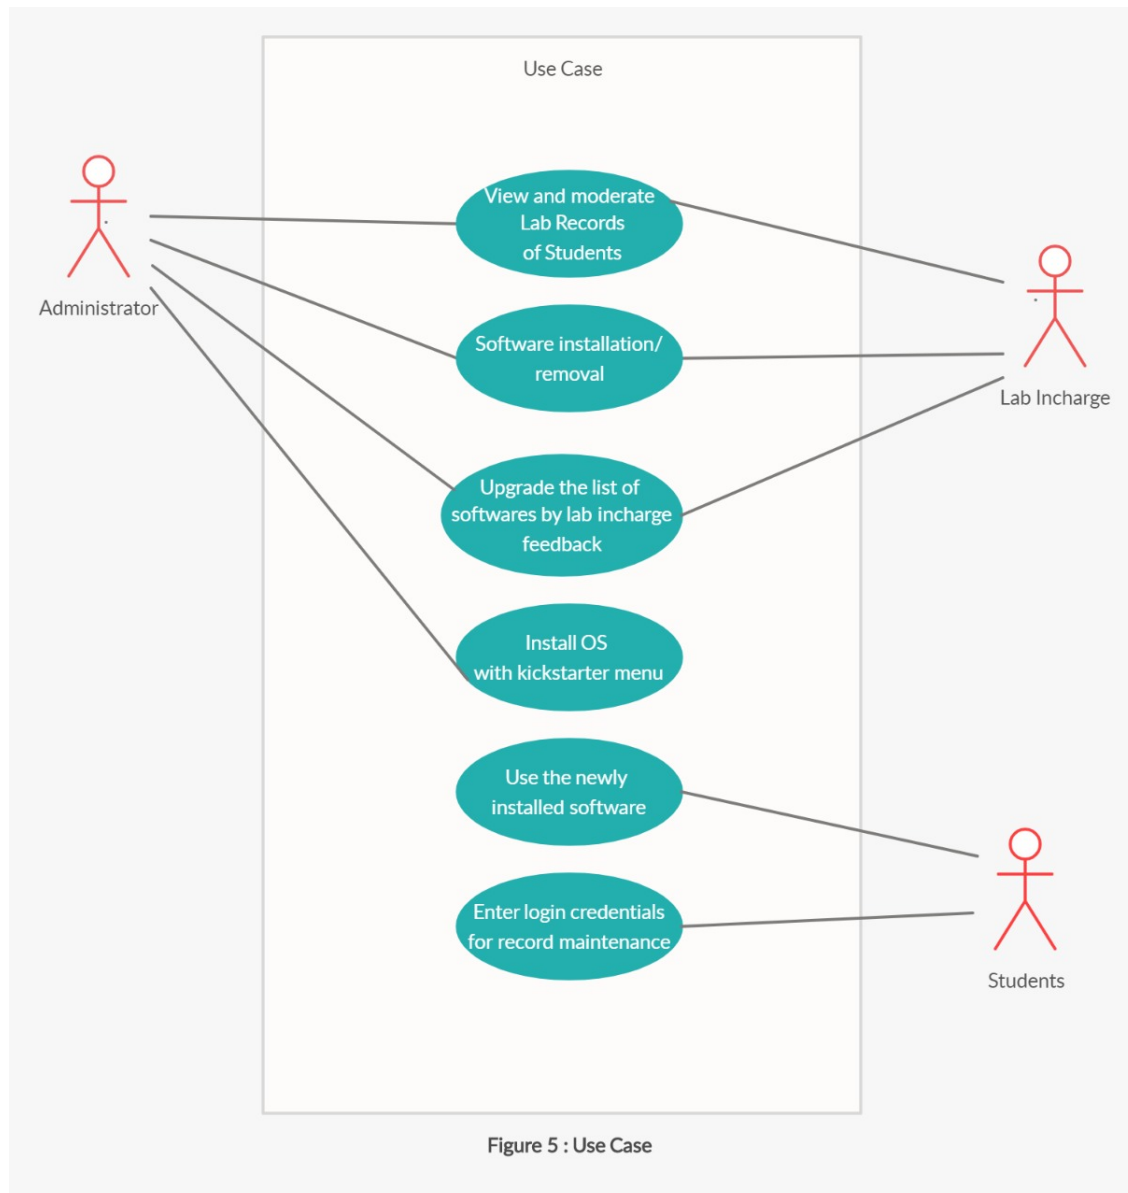 Use Case
View and moderate
Lab Records
of Students
Administrator
Software installation/
removal
Lab Incharge
Upgrade the list of
softwares by lab incharge
feedback
Install OS
with kickstarter menu
Use the newly
installed software
Enter login credentials
for record maintenance
Students
Figure 5 : Use Case